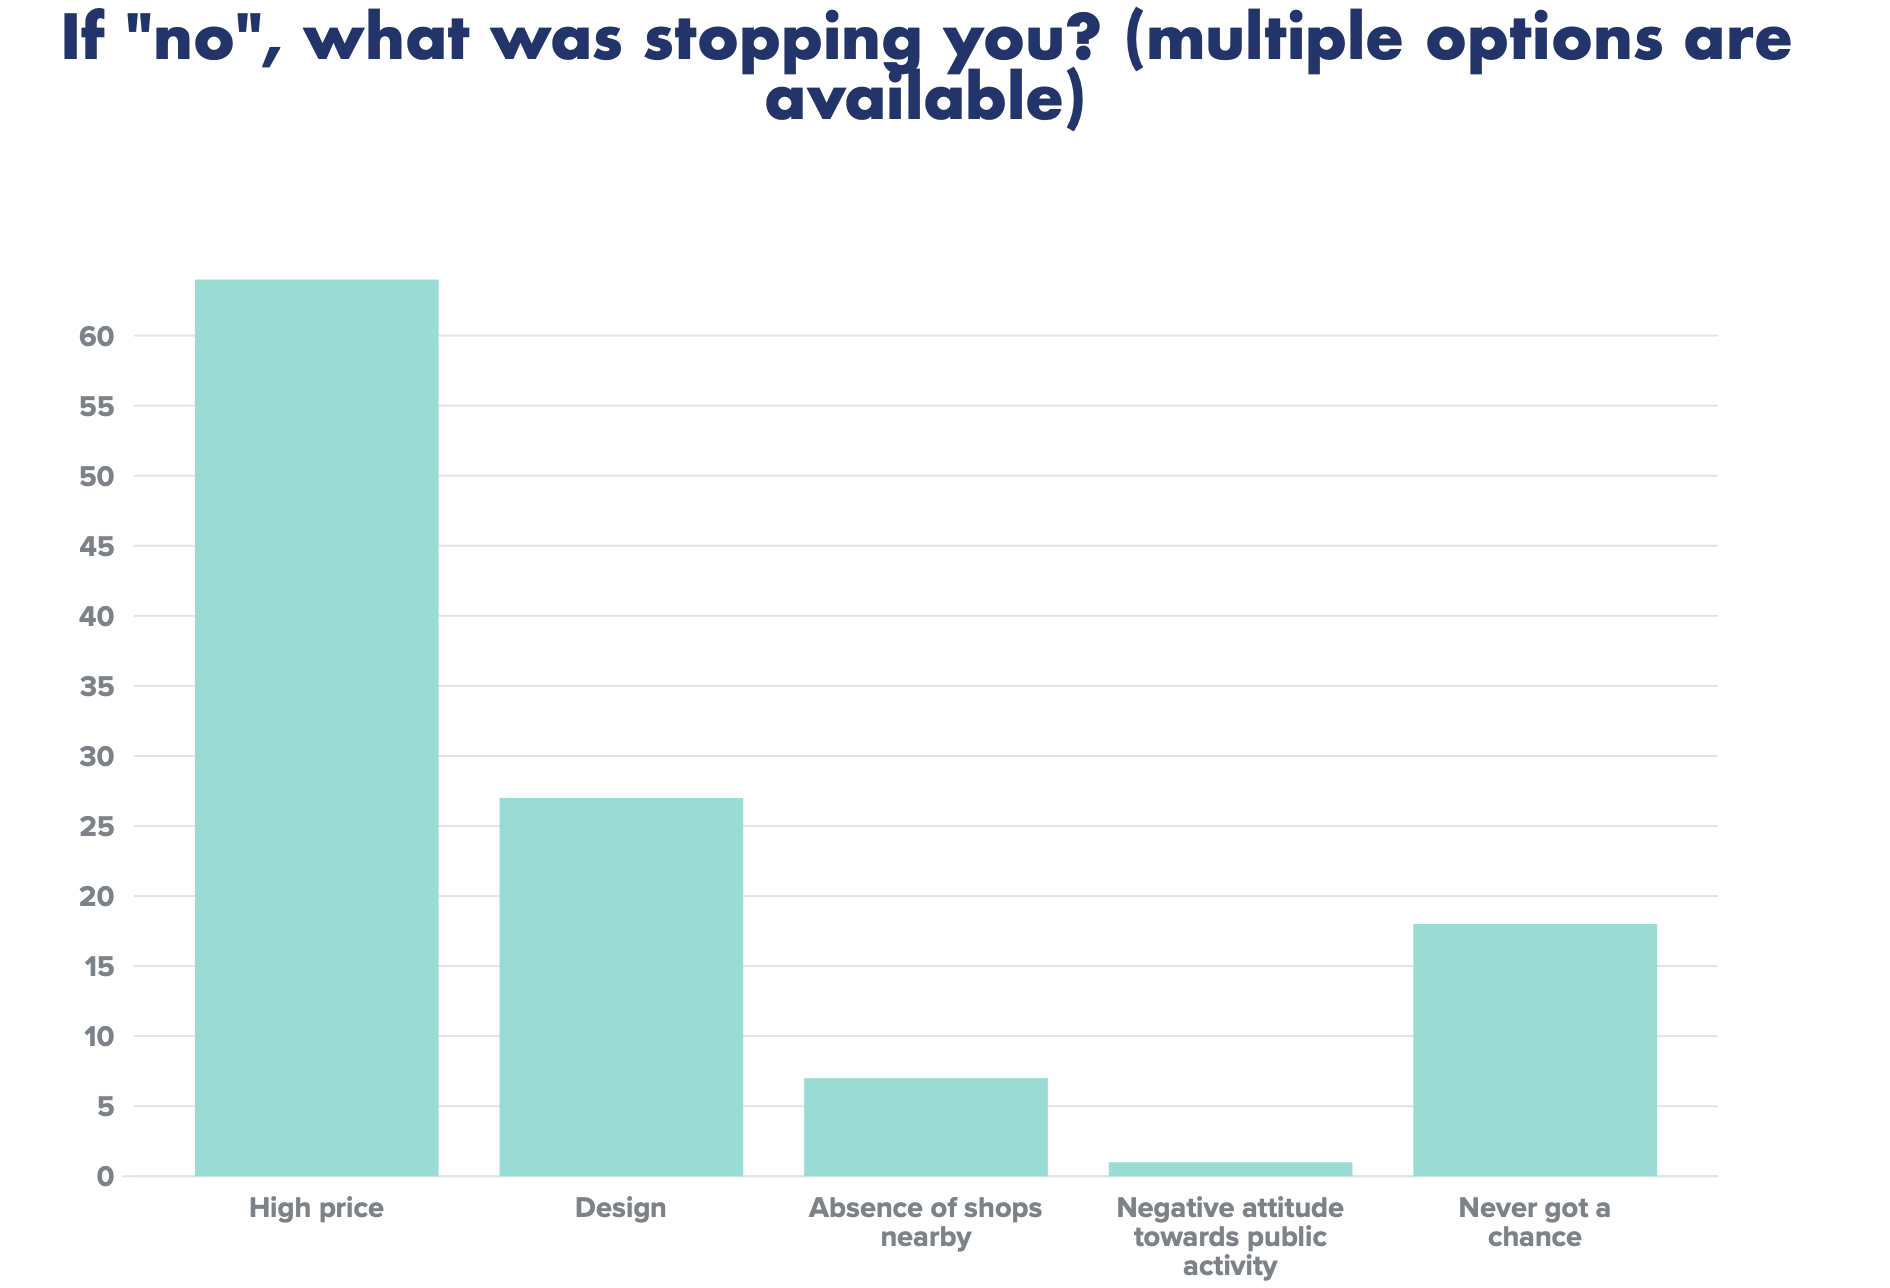 If "no", what was stopping you? (multiple options are
available)
60
55
50
45
40
35
30
25
20
15
10
5
0
High price
Design
Absence of shops
nearby
Negative attitude
towards public
activity
Never got a
chance